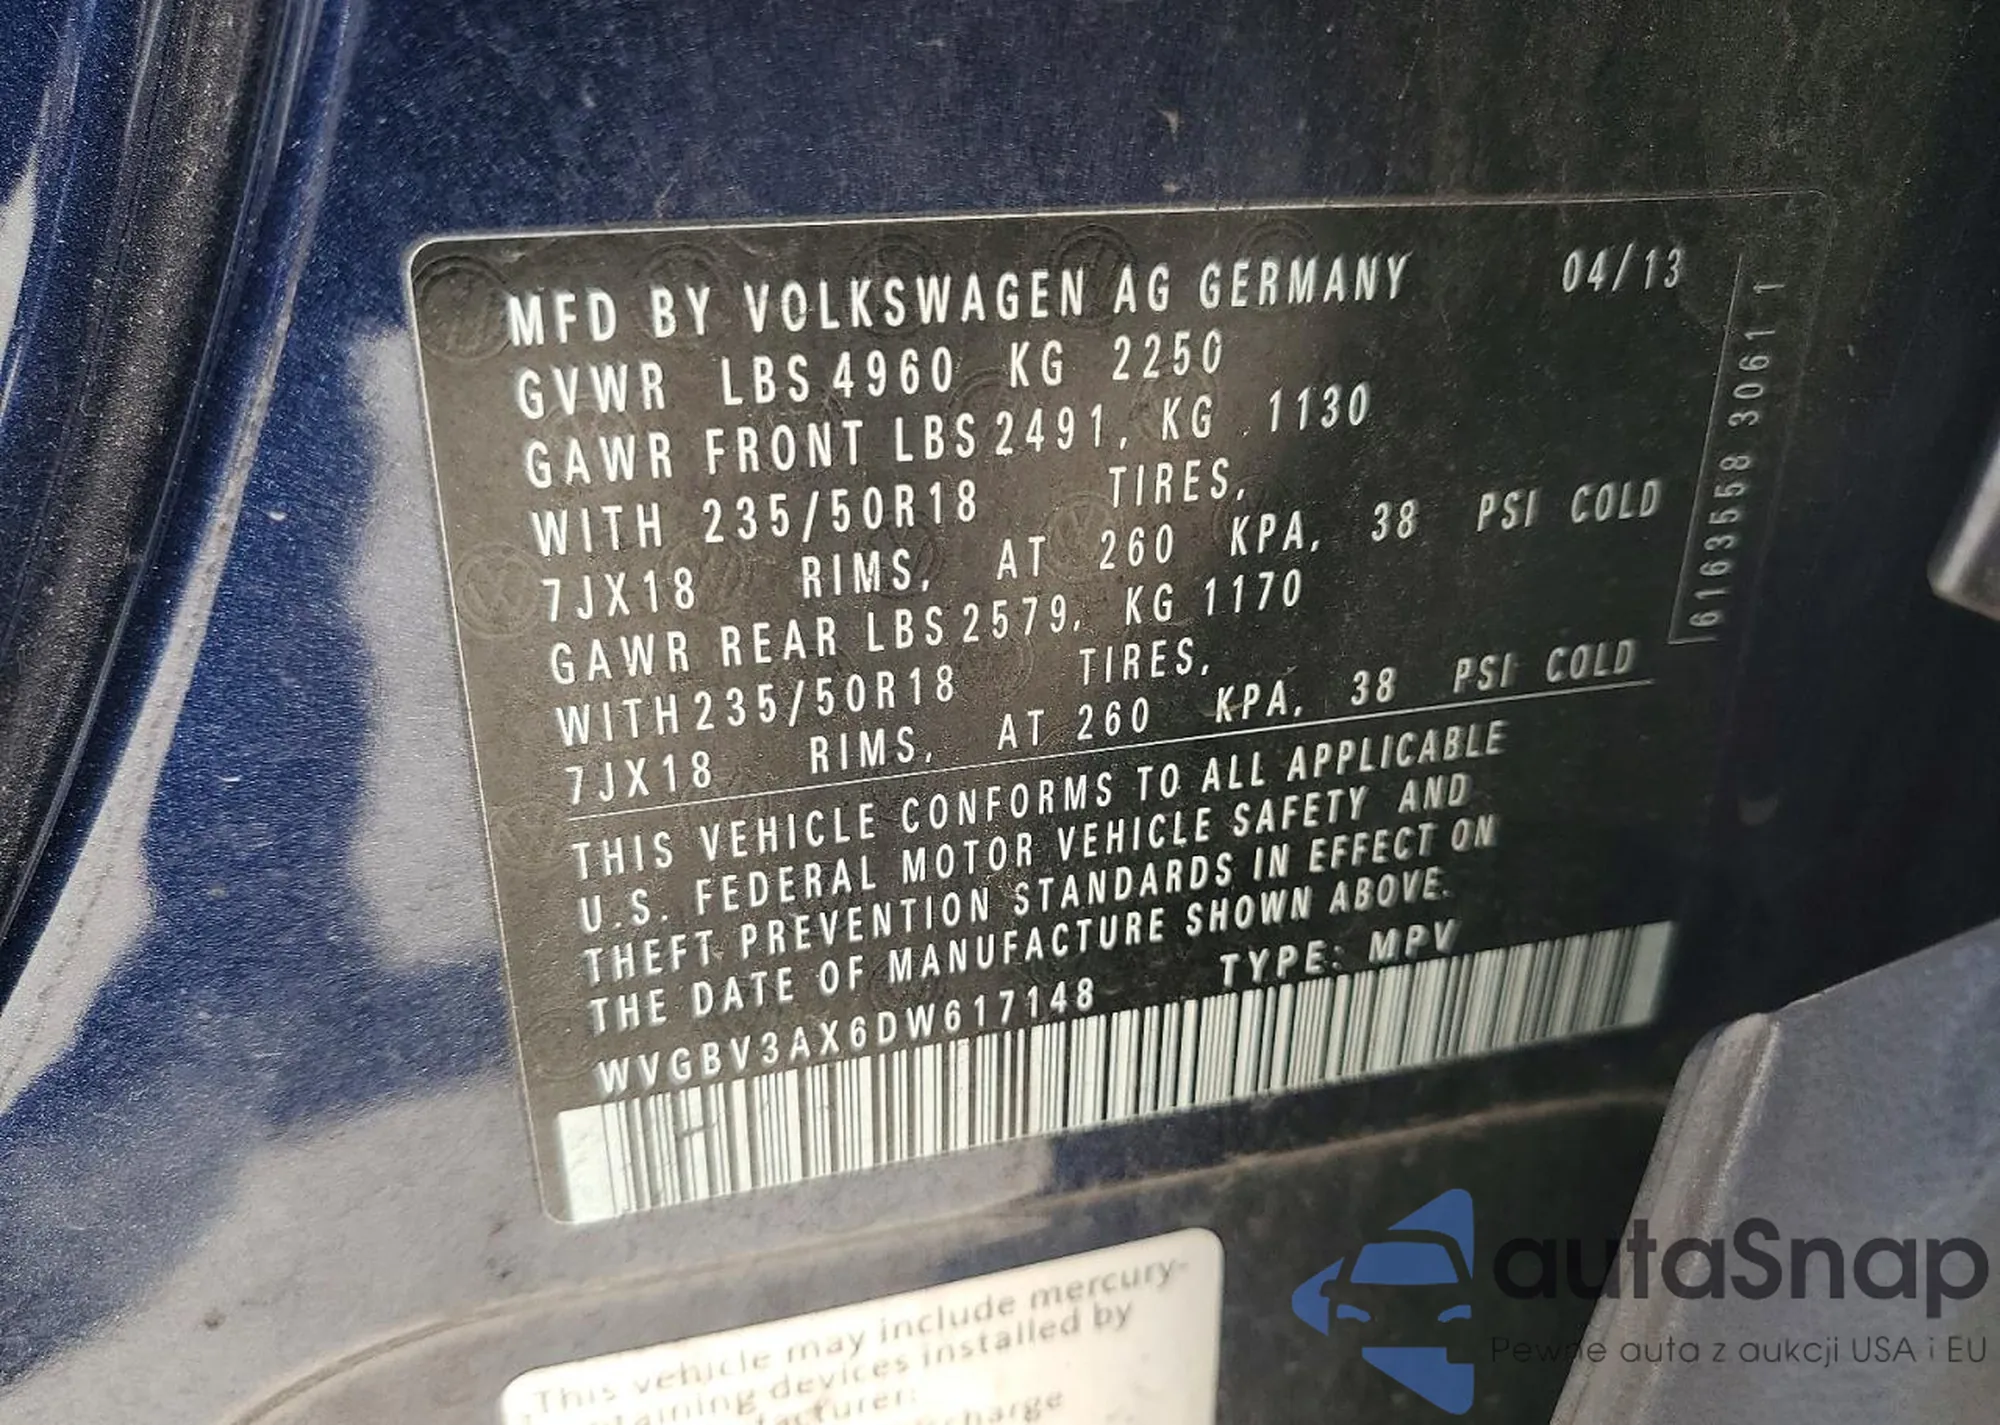 MFD BY VOLKSWAGEN AG GERMANY 04/13
GVWR LBS 4960 KG 2250
GAWR FRONT LBS 2491, KG 1130
WITH 235/50R18 TIRES,
7JX18 RIMS, AT 260 KPA, 38 PSI COLD
GAWR REAR LBS 2579, KG 1170
WITH 235/50R18 TIRES,
7JX18 RIMS, AT 260 KPA, 38 PSI COLD
THIS VEHICLE CONFORMS TO ALL APPLICABLE
U.S. FEDERAL MOTOR VEHICLE SAFETY AND
THEFT PREVENTION STANDARDS IN EFFECT ON
THE DATE OF MANUFACTURE SHOWN ABOVE.
WVGBV3AX6DW617148 TYPE: MPV
6163558 3061 1
This vehicle may include mercury-
devices installed by
autaSnap
Pewne auta z aukcji USA i EU